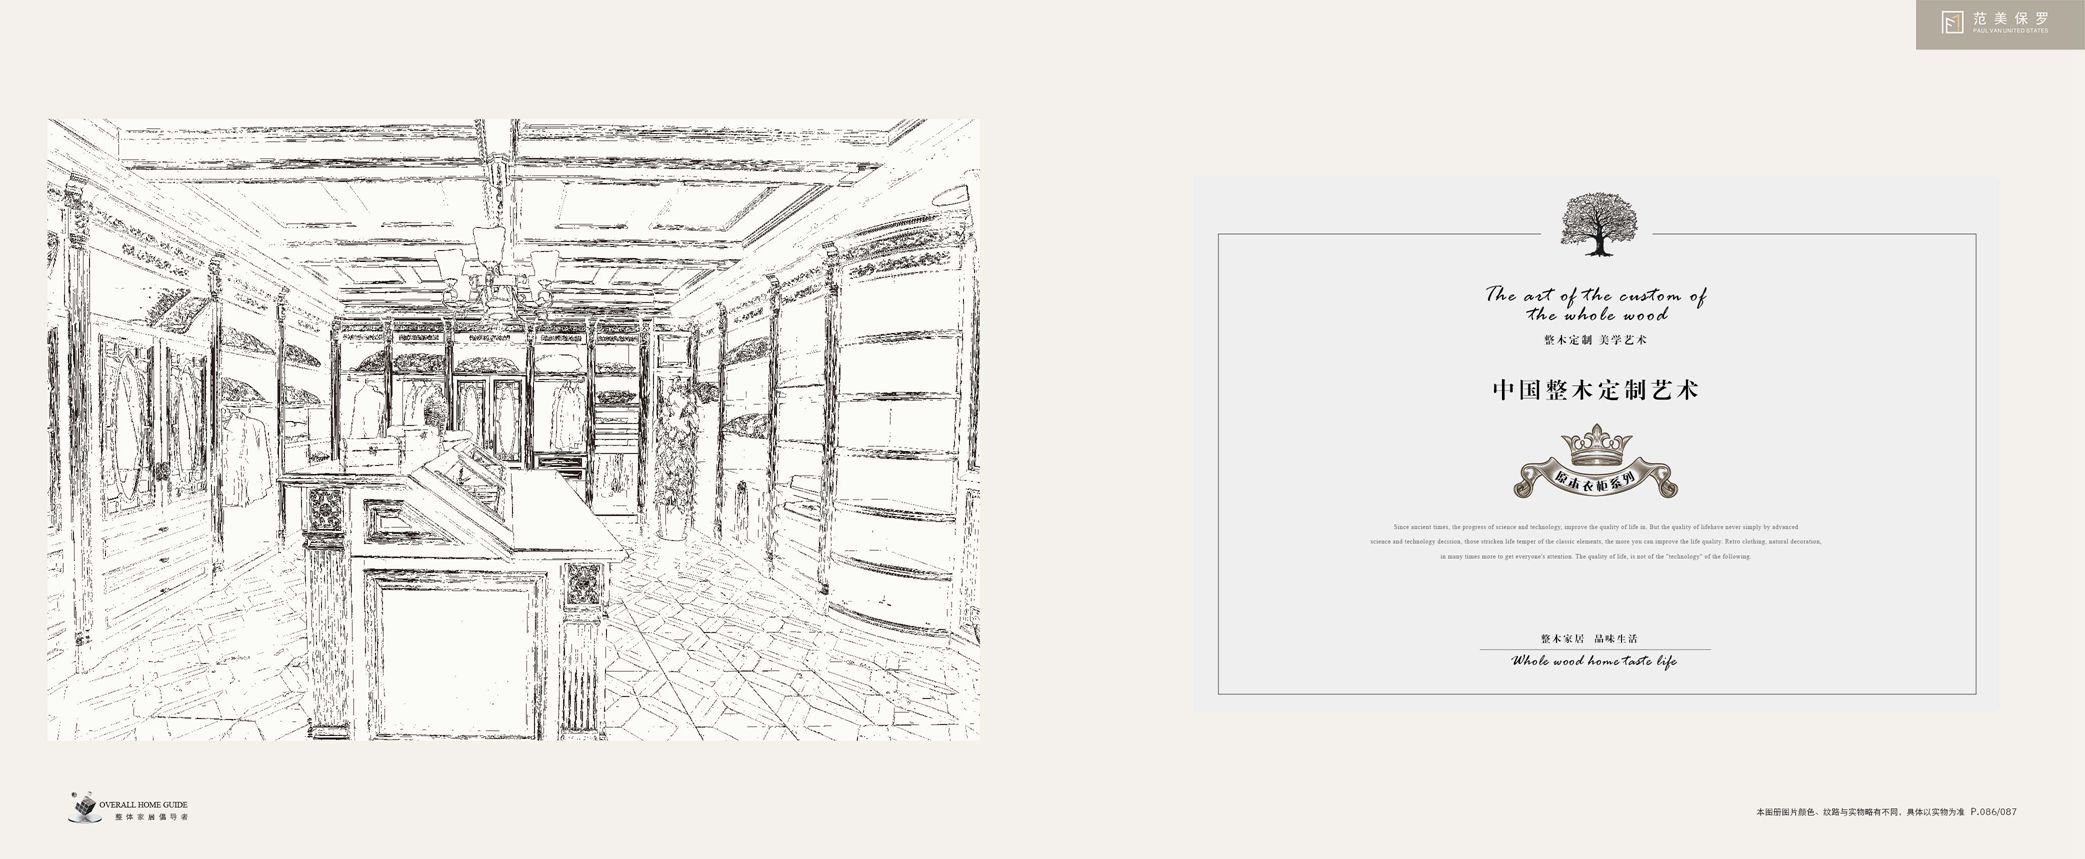 范美保罗
PAUL VAN UNITED STATES
The art of the custom of
the whole wood
整木定制 美学艺术
中国整木定制艺术
原木衣柜系列
Since ancient times, the progress of science and technology, improve the quality of life in. But the quality of lifehave never simply by advanced
science and technology decision, those stricken life temper of the classic elements, the more you can improve the life quality. Retro clothing, natural decoration,
in many times more to get everyone's attention. The quality of life, is not of the "technology" of the following.
整木家居 品味生活
Whole wood home taste life
OVERALL HOME GUIDE
整体家居倡导者
本图册图片颜色、纹路与实物略有不同，具体以实物为准 P.086/087